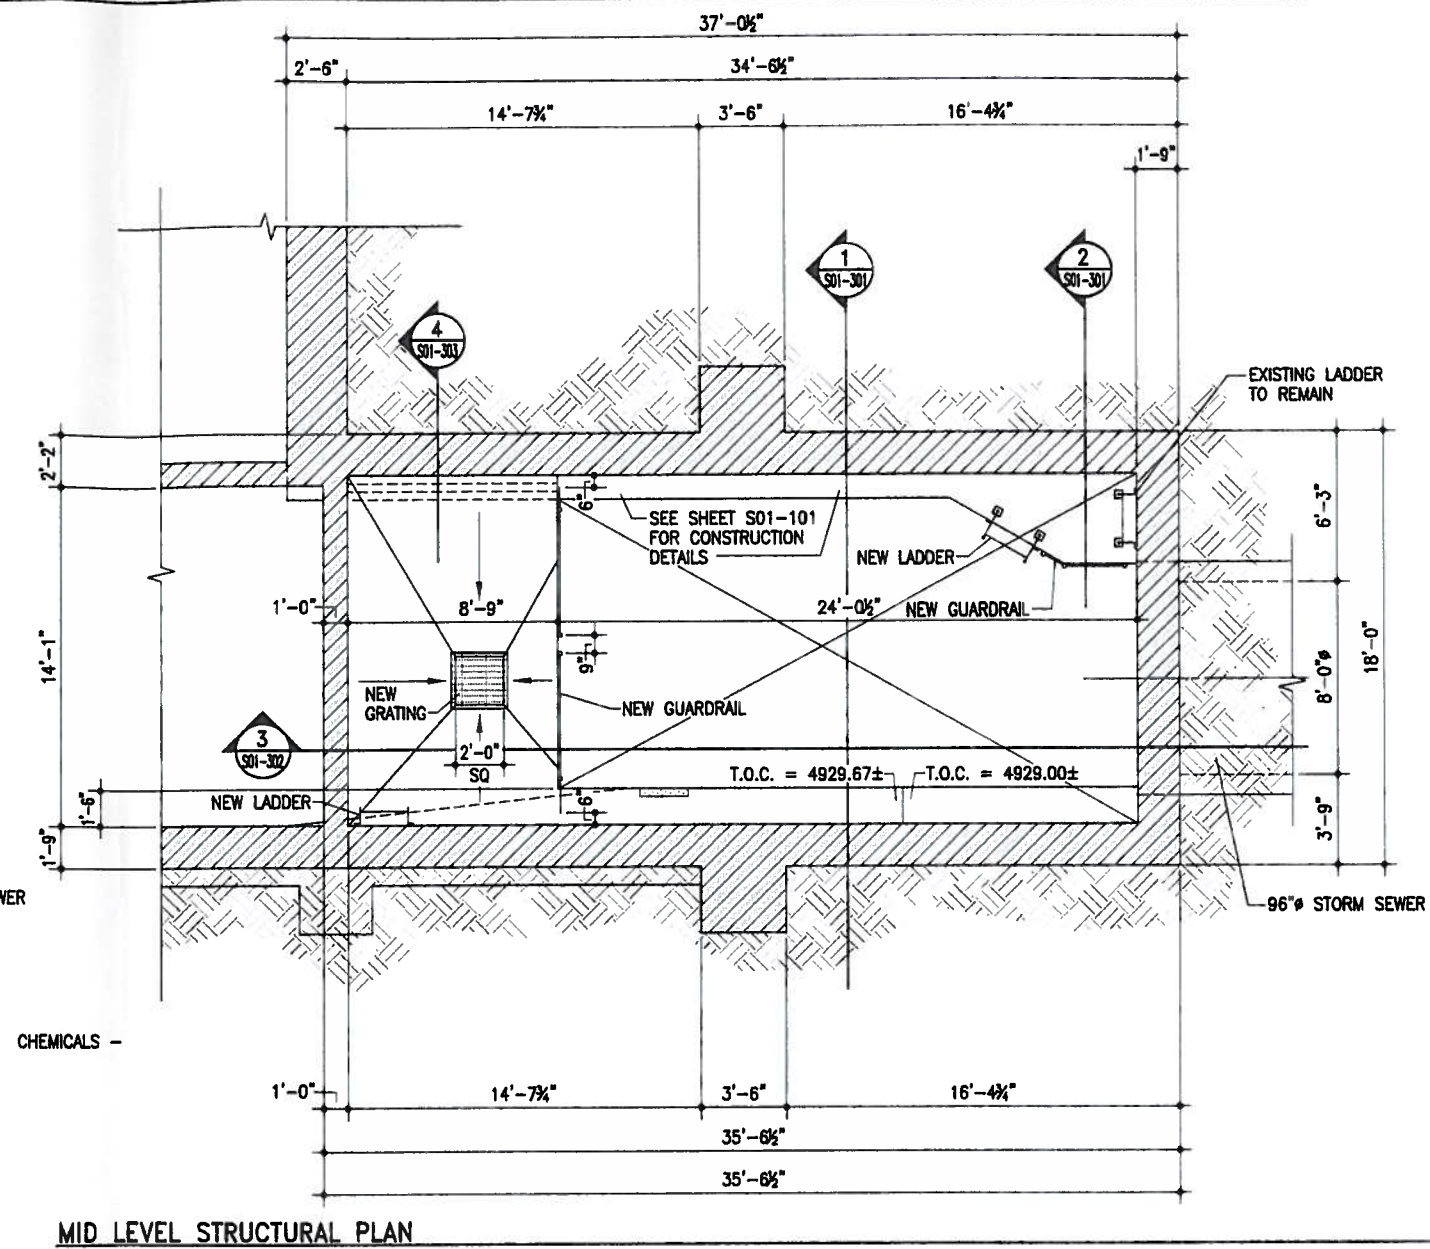 37'-0½"
2'-6"
34'-6½"
14'-7¾"
3'-6"
16'-4¾"
1'-9"
1
S01-301
2
S01-301
4
S01-303
EXISTING LADDER
TO REMAIN
2'-2"
6"
SEE SHEET S01-101
FOR CONSTRUCTION
DETAILS
NEW LADDER
6'-3"
1'-0"
8'-9"
24'-0½"
NEW GUARDRAIL
14'-1"
9"
18'-0"
8'-0"ø
NEW
GRATING
NEW GUARDRAIL
3
S01-302
2'-0"
SQ
T.O.C. = 4929.67±
T.O.C. = 4929.00±
1'-6"
NEW LADDER
6"
3'-9"
1'-9"
WER
96"ø STORM SEWER
CHEMICALS -
1'-0"
14'-7¾"
3'-6"
16'-4¾"
35'-6½"
35'-6½"
MID LEVEL STRUCTURAL PLAN